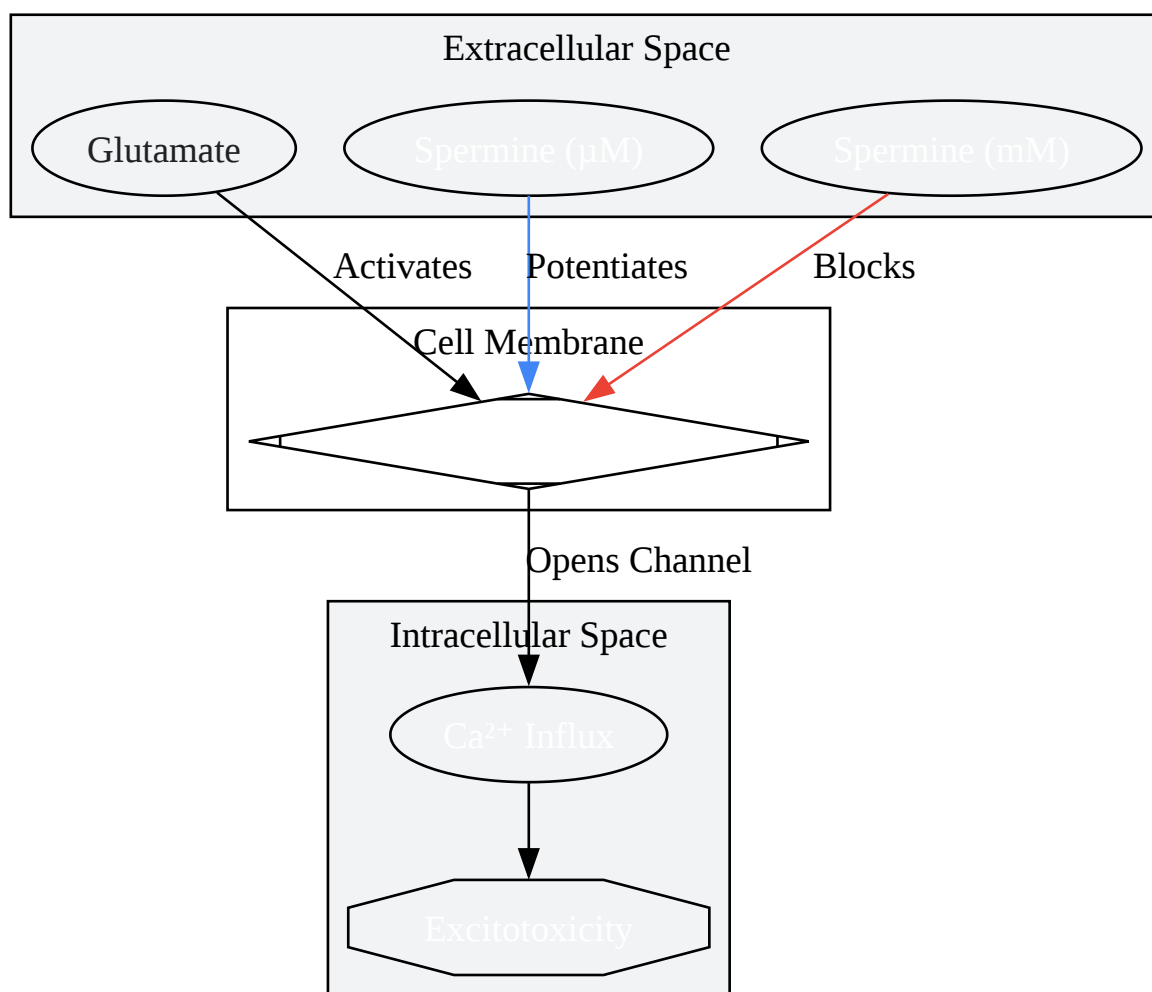 Extracellular Space
Glutamate
Spermine (µM)
Spermine (mM)
Activates
Potentiates
Blocks
Cell Membrane
Opens Channel
Intracellular Space
Ca²⁺ Influx
Excitotoxicity